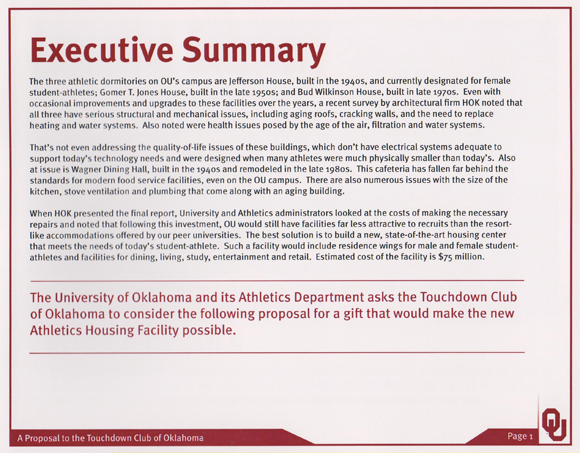 Executive Summary
The three athletic dormitories on OU's campus are Jefferson House, built in the 1940s, and currently designated for female
student-athletes; Gomer T. Jones House, built in the late 1950s; and Bud Wilkinson House, built in late 1970s. Even with
occasional improvements and upgrades to these facilities over the years, a recent survey by architectural firm HOK noted that
all three have serious structural and mechanical issues, including aging roofs, cracking walls, and the need to replace
heating and water systems. Also noted were health issues posed by the age of the air, filtration and water systems.
That's not even addressing the quality-of-life issues of these buildings, which don't have electrical systems adequate to
support today's technology needs and were designed when many athletes were much physically smaller than today's. Also
at issue is Wagner Dining Hall, built in the 1940s and remodeled in the late 1980s. This cafeteria has fallen far behind the
standards for modern food service facilities, even on the OU campus. There are also numerous issues with the size of the
kitchen, stove ventilation and plumbing that come along with an aging building.
When HOK presented the final report, University and Athletics administrators looked at the costs of making the necessary
repairs and noted that following this investment, OU would still have facilities far less attractive to recruits than the resort-
like accommodations offered by our peer universities. The best solution is to build a new, state-of-the-art housing center
that meets the needs of today's student-athlete. Such a facility would include residence wings for male and female student-
athletes and facilities for dining, living, study, entertainment and retail. Estimated cost of the facility is $75 million.
The University of Oklahoma and its Athletics Department asks the Touchdown Club
of Oklahoma to consider the following proposal for a gift that would make the new
Athletics Housing Facility possible.
A Proposal to the Touchdown Club of Oklahoma
Page 1
OU